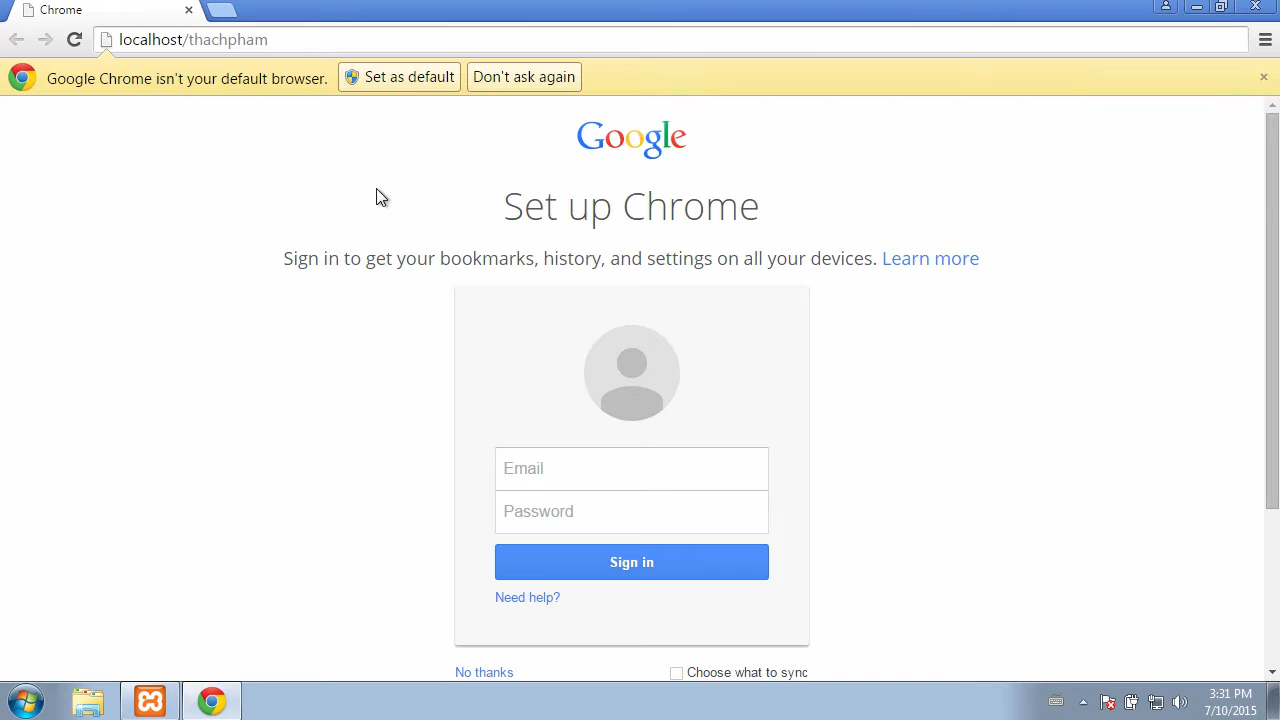 Chrome
localhost/thachpham
Google Chrome isn't your default browser. Set as default Don't ask again
Google
Set up Chrome
Sign in to get your bookmarks, history, and settings on all your devices. Learn more
Email
Password
Sign in
Need help?
No thanks Choose what to sync
3:31 PM
7/10/2015